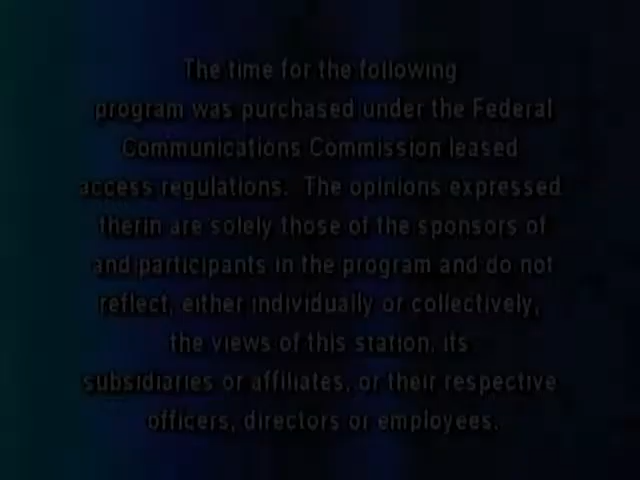 The time for the following
program was purchased under the Federal
Communications Commission leased
access regulations. The opinions expressed
therin are solely those of the sponsors of
and participants in the program and do not
reflect, either individually or collectively,
the views of this station, its
subsidiaries or affiliates, or their respective
officers, directors or employees.